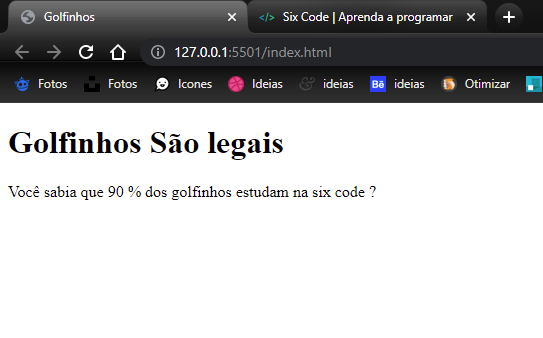 Golfinhos
Six Code | Aprenda a programar
127.0.0.1:5501/index.html
Fotos Fotos Icones Ideias ideias Bē ideias Otimizar
Golfinhos São legais
Você sabia que 90 % dos golfinhos estudam na six code ?